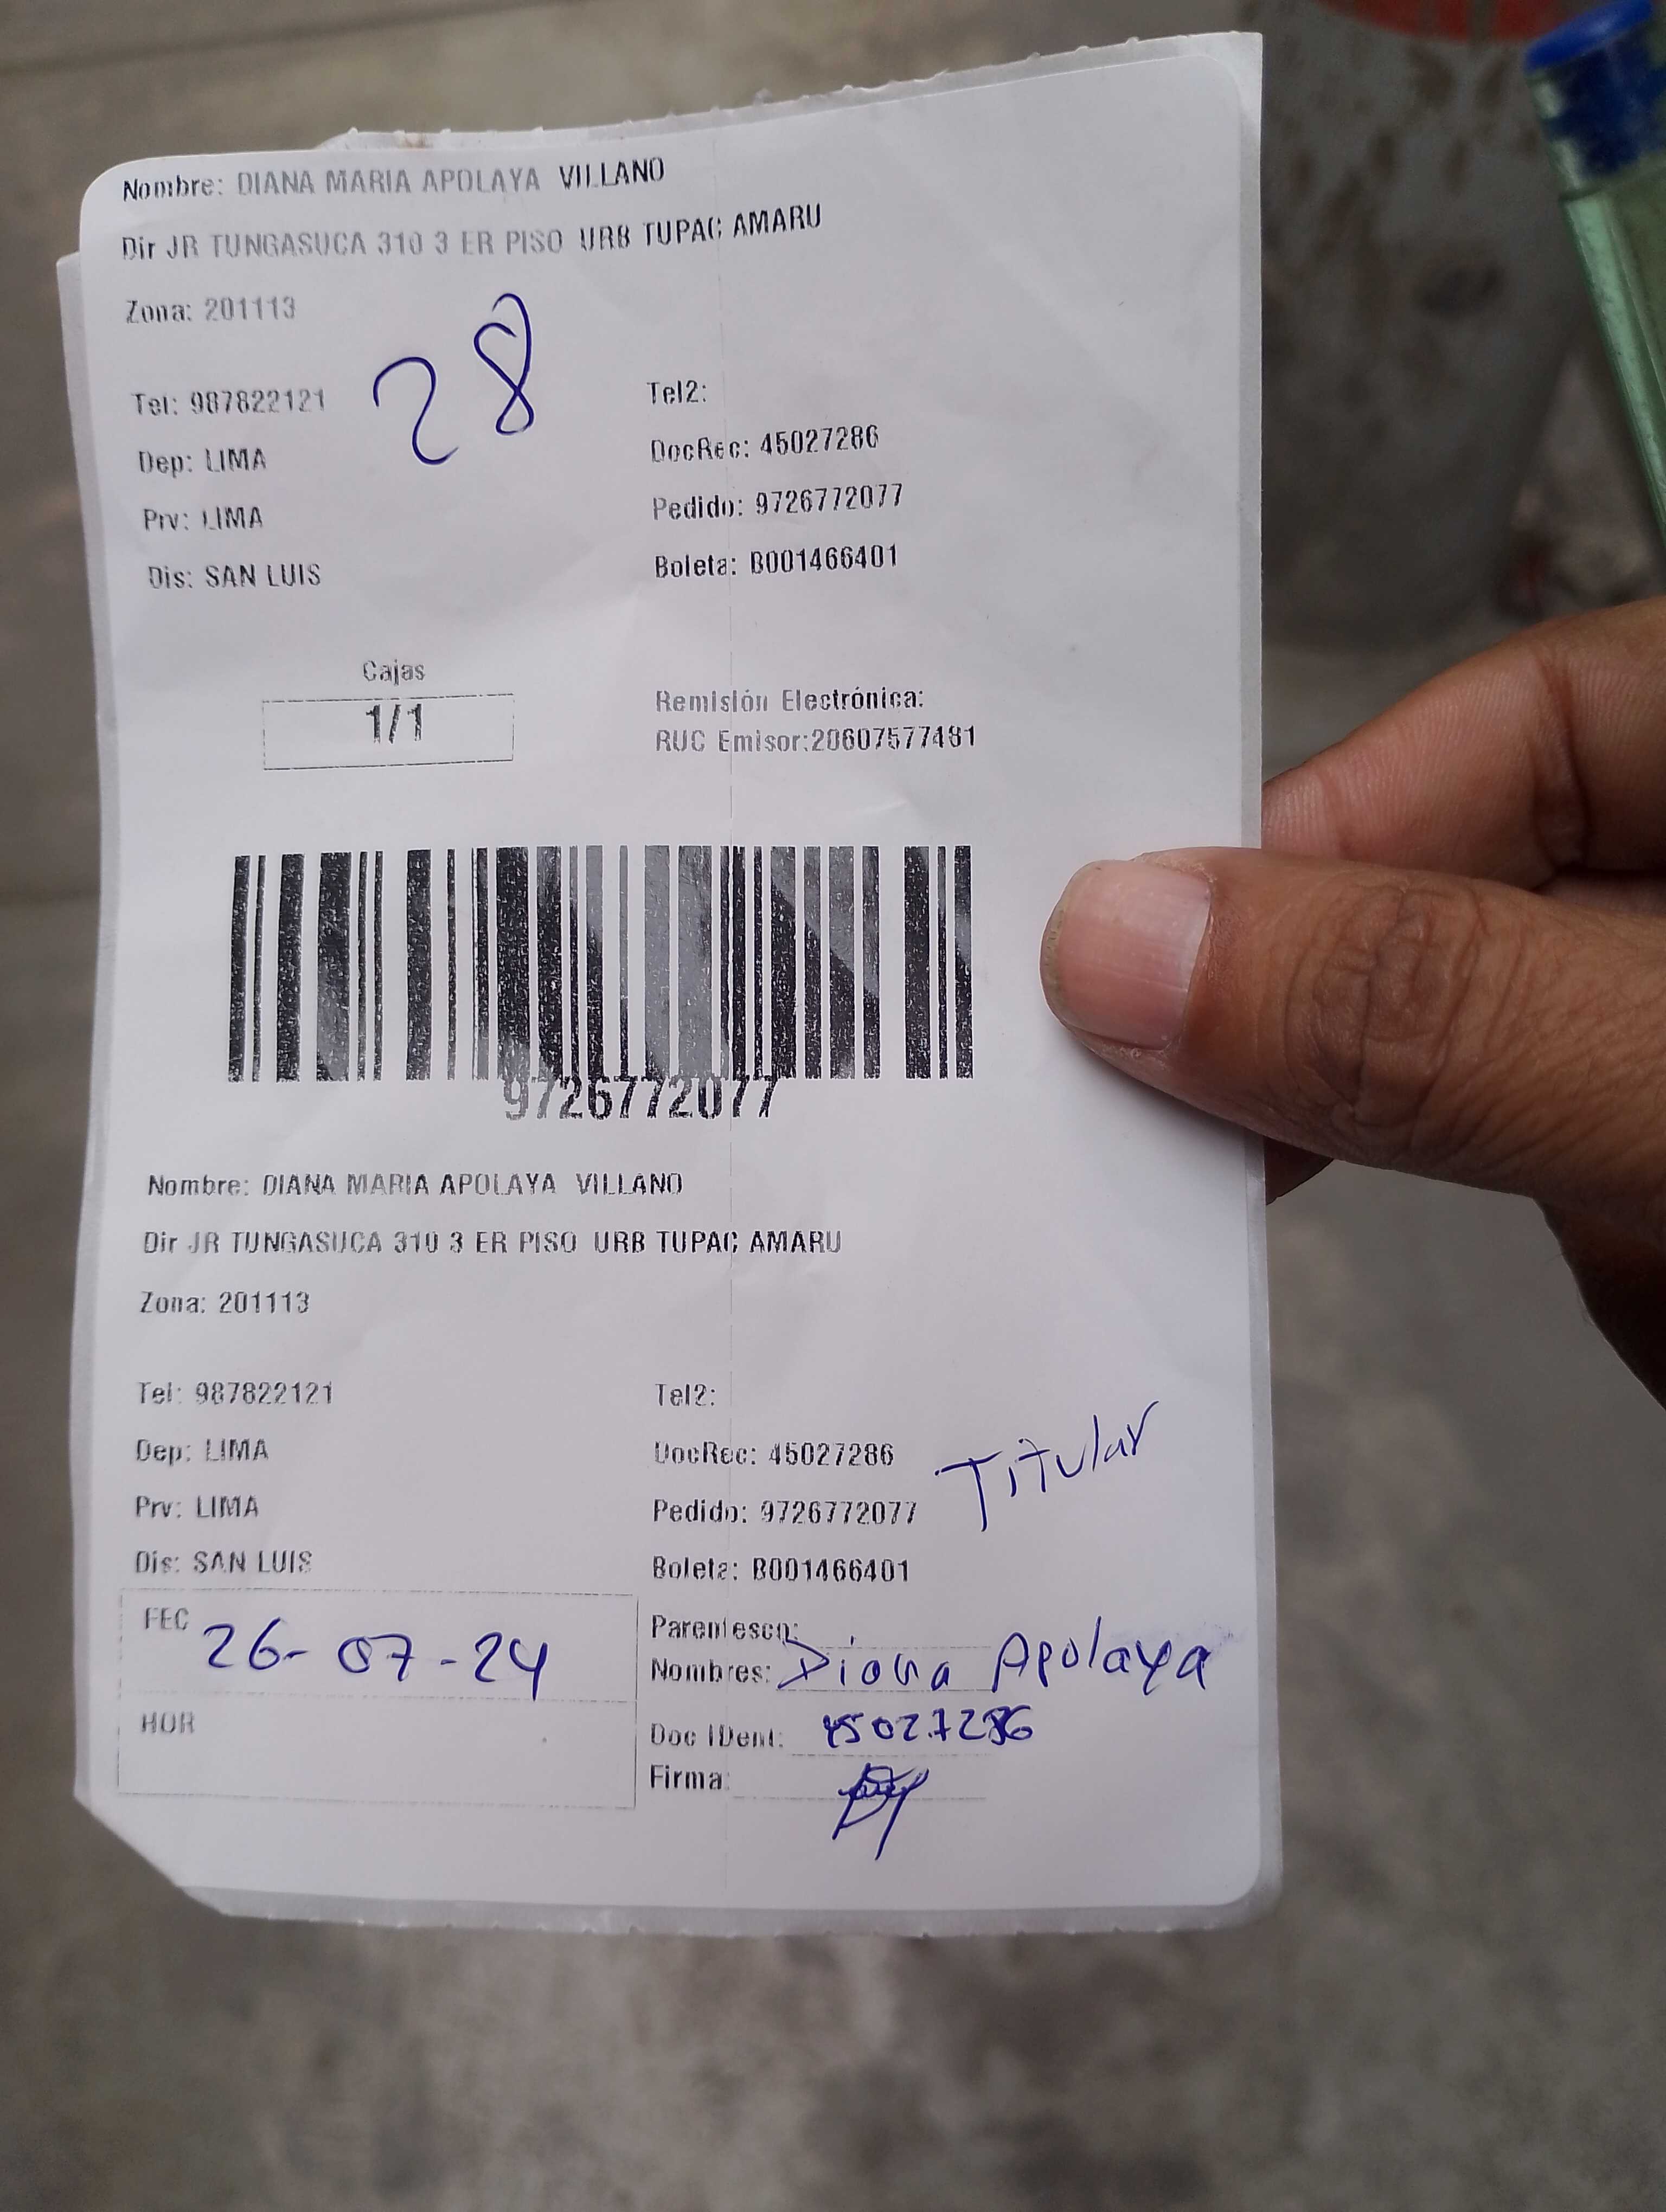 Nombre: DIANA MARIA APOLAYA VILLANO
Dir JR TUNGASUCA 310 3 ER PISO URB TUPAC AMARU
Zona: 201113
28
Tel: 987822121 Tel2:
Dep: LIMA DocRec: 45027286
Prv: LIMA Pedido: 9726772077
Dis: SAN LUIS Boleta: B001466401
Cajas
1/1
Remisión Electrónica:
RUC Emisor:20607577481
9726772077
Nombre: DIANA MARIA APOLAYA VILLANO
Dir JR TUNGASUCA 310 3 ER PISO URB TUPAC AMARU
Zona: 201113
Tel: 987822121 Tel2:
Dep: LIMA DocRec: 45027286 Titular
Prv: LIMA Pedido: 9726772077
Dis: SAN LUIS Boleta: B001466401
FEC 26-07-24
HOR
Parentesco:
Nombres: Diana Apolaya
Doc IDent: 45027286
Firma: